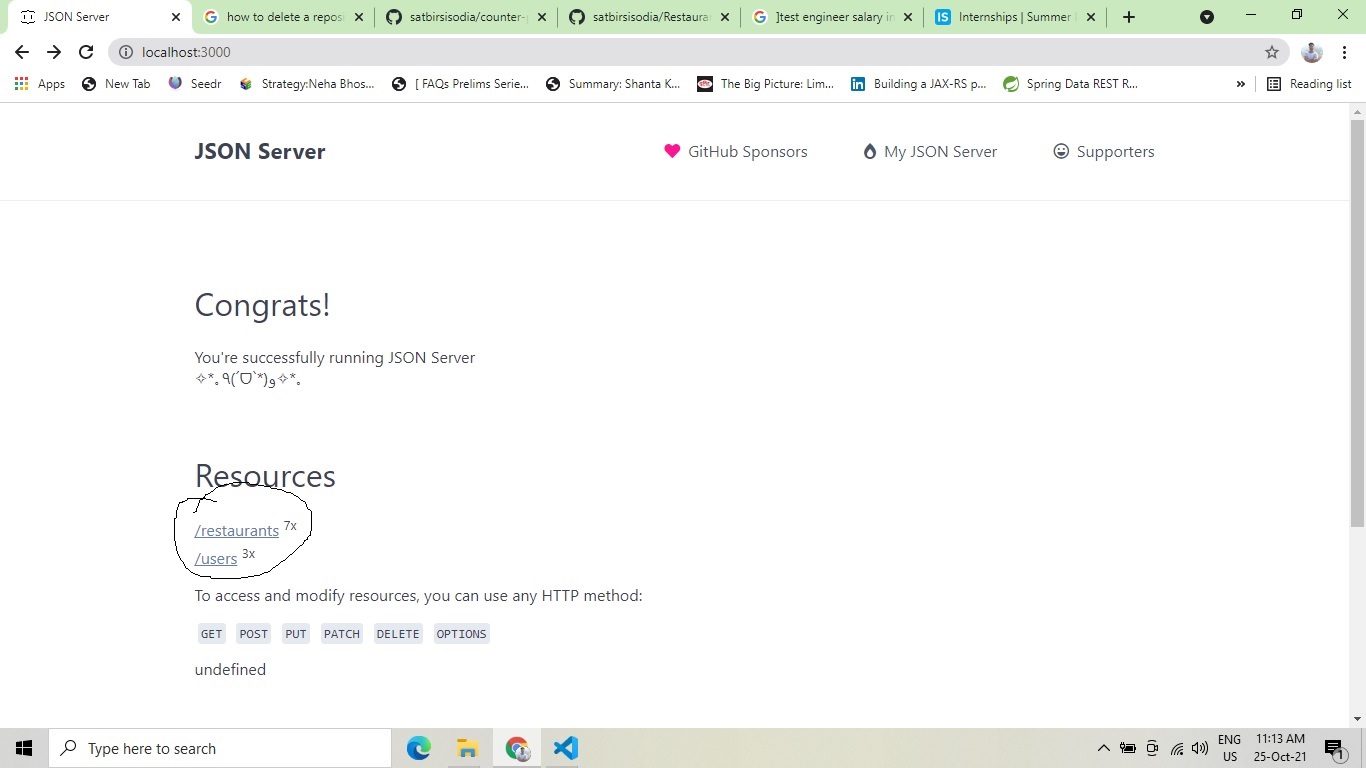 JSON Server
how to delete a reposi
satbirsisodia/counter-
satbirsisodia/Restaura
]test engineer salary in
Internships | Summer
localhost:3000
Apps
New Tab
Seedr
Strategy:Neha Bhos...
[ FAQs Prelims Serie...
Summary: Shanta K...
The Big Picture: Lim...
Building a JAX-RS p...
Spring Data REST R...
»
Reading list
JSON Server
GitHub Sponsors
My JSON Server
Supporters
Congrats!
You're successfully running JSON Server
✧*｡٩(ˊᗜˋ*)و✧*｡
Resources
/restaurants 7x
/users 3x
To access and modify resources, you can use any HTTP method:
GET POST PUT PATCH DELETE OPTIONS
undefined
Type here to search
ENG
US
11:13 AM
25-Oct-21
1